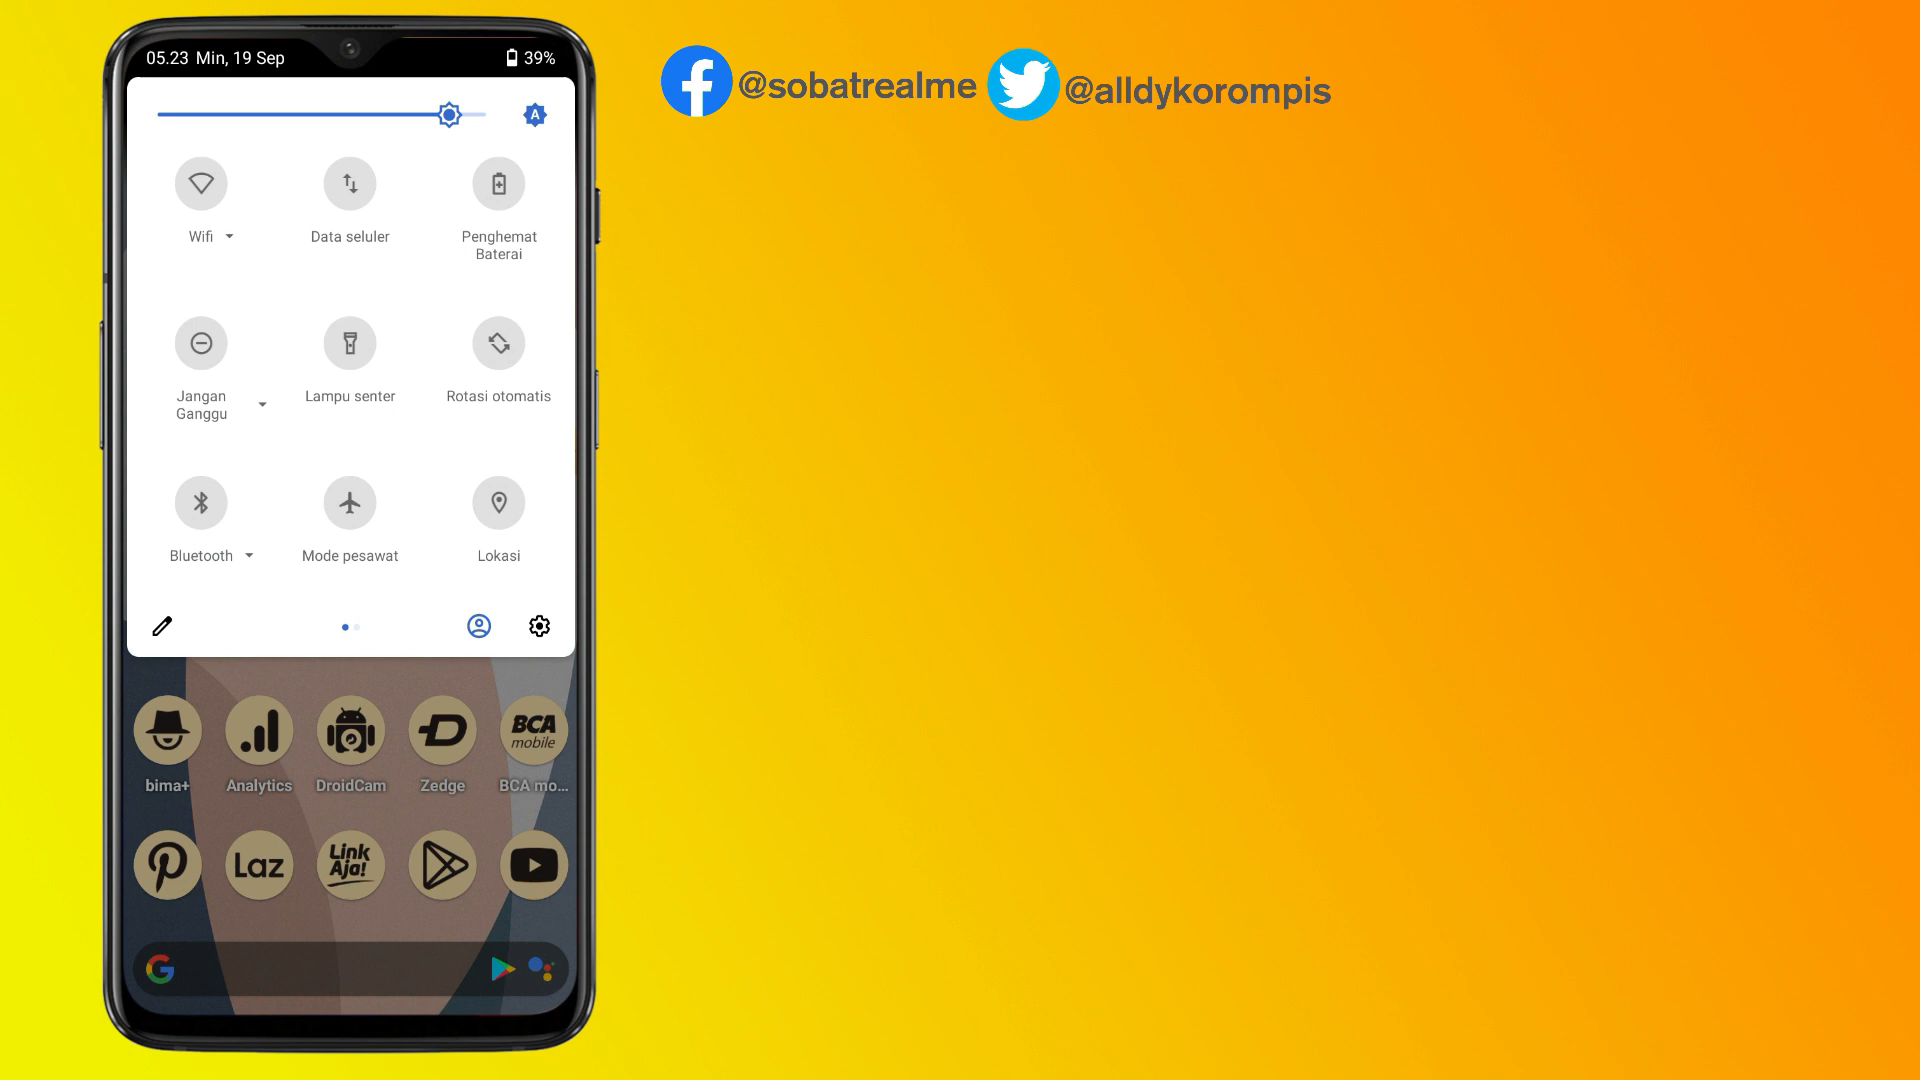 05.23 Min, 19 Sep
39%
@sobatrealme
@alldykorompis
A
Wifi
Data seluler
Penghemat
Baterai
Jangan
Ganggu
Lampu senter
Rotasi otomatis
Bluetooth
Mode pesawat
Lokasi
BCA
mobile
bima+
Analytics
DroidCam
Zedge
BCA mo...
Laz
Link
Aja!